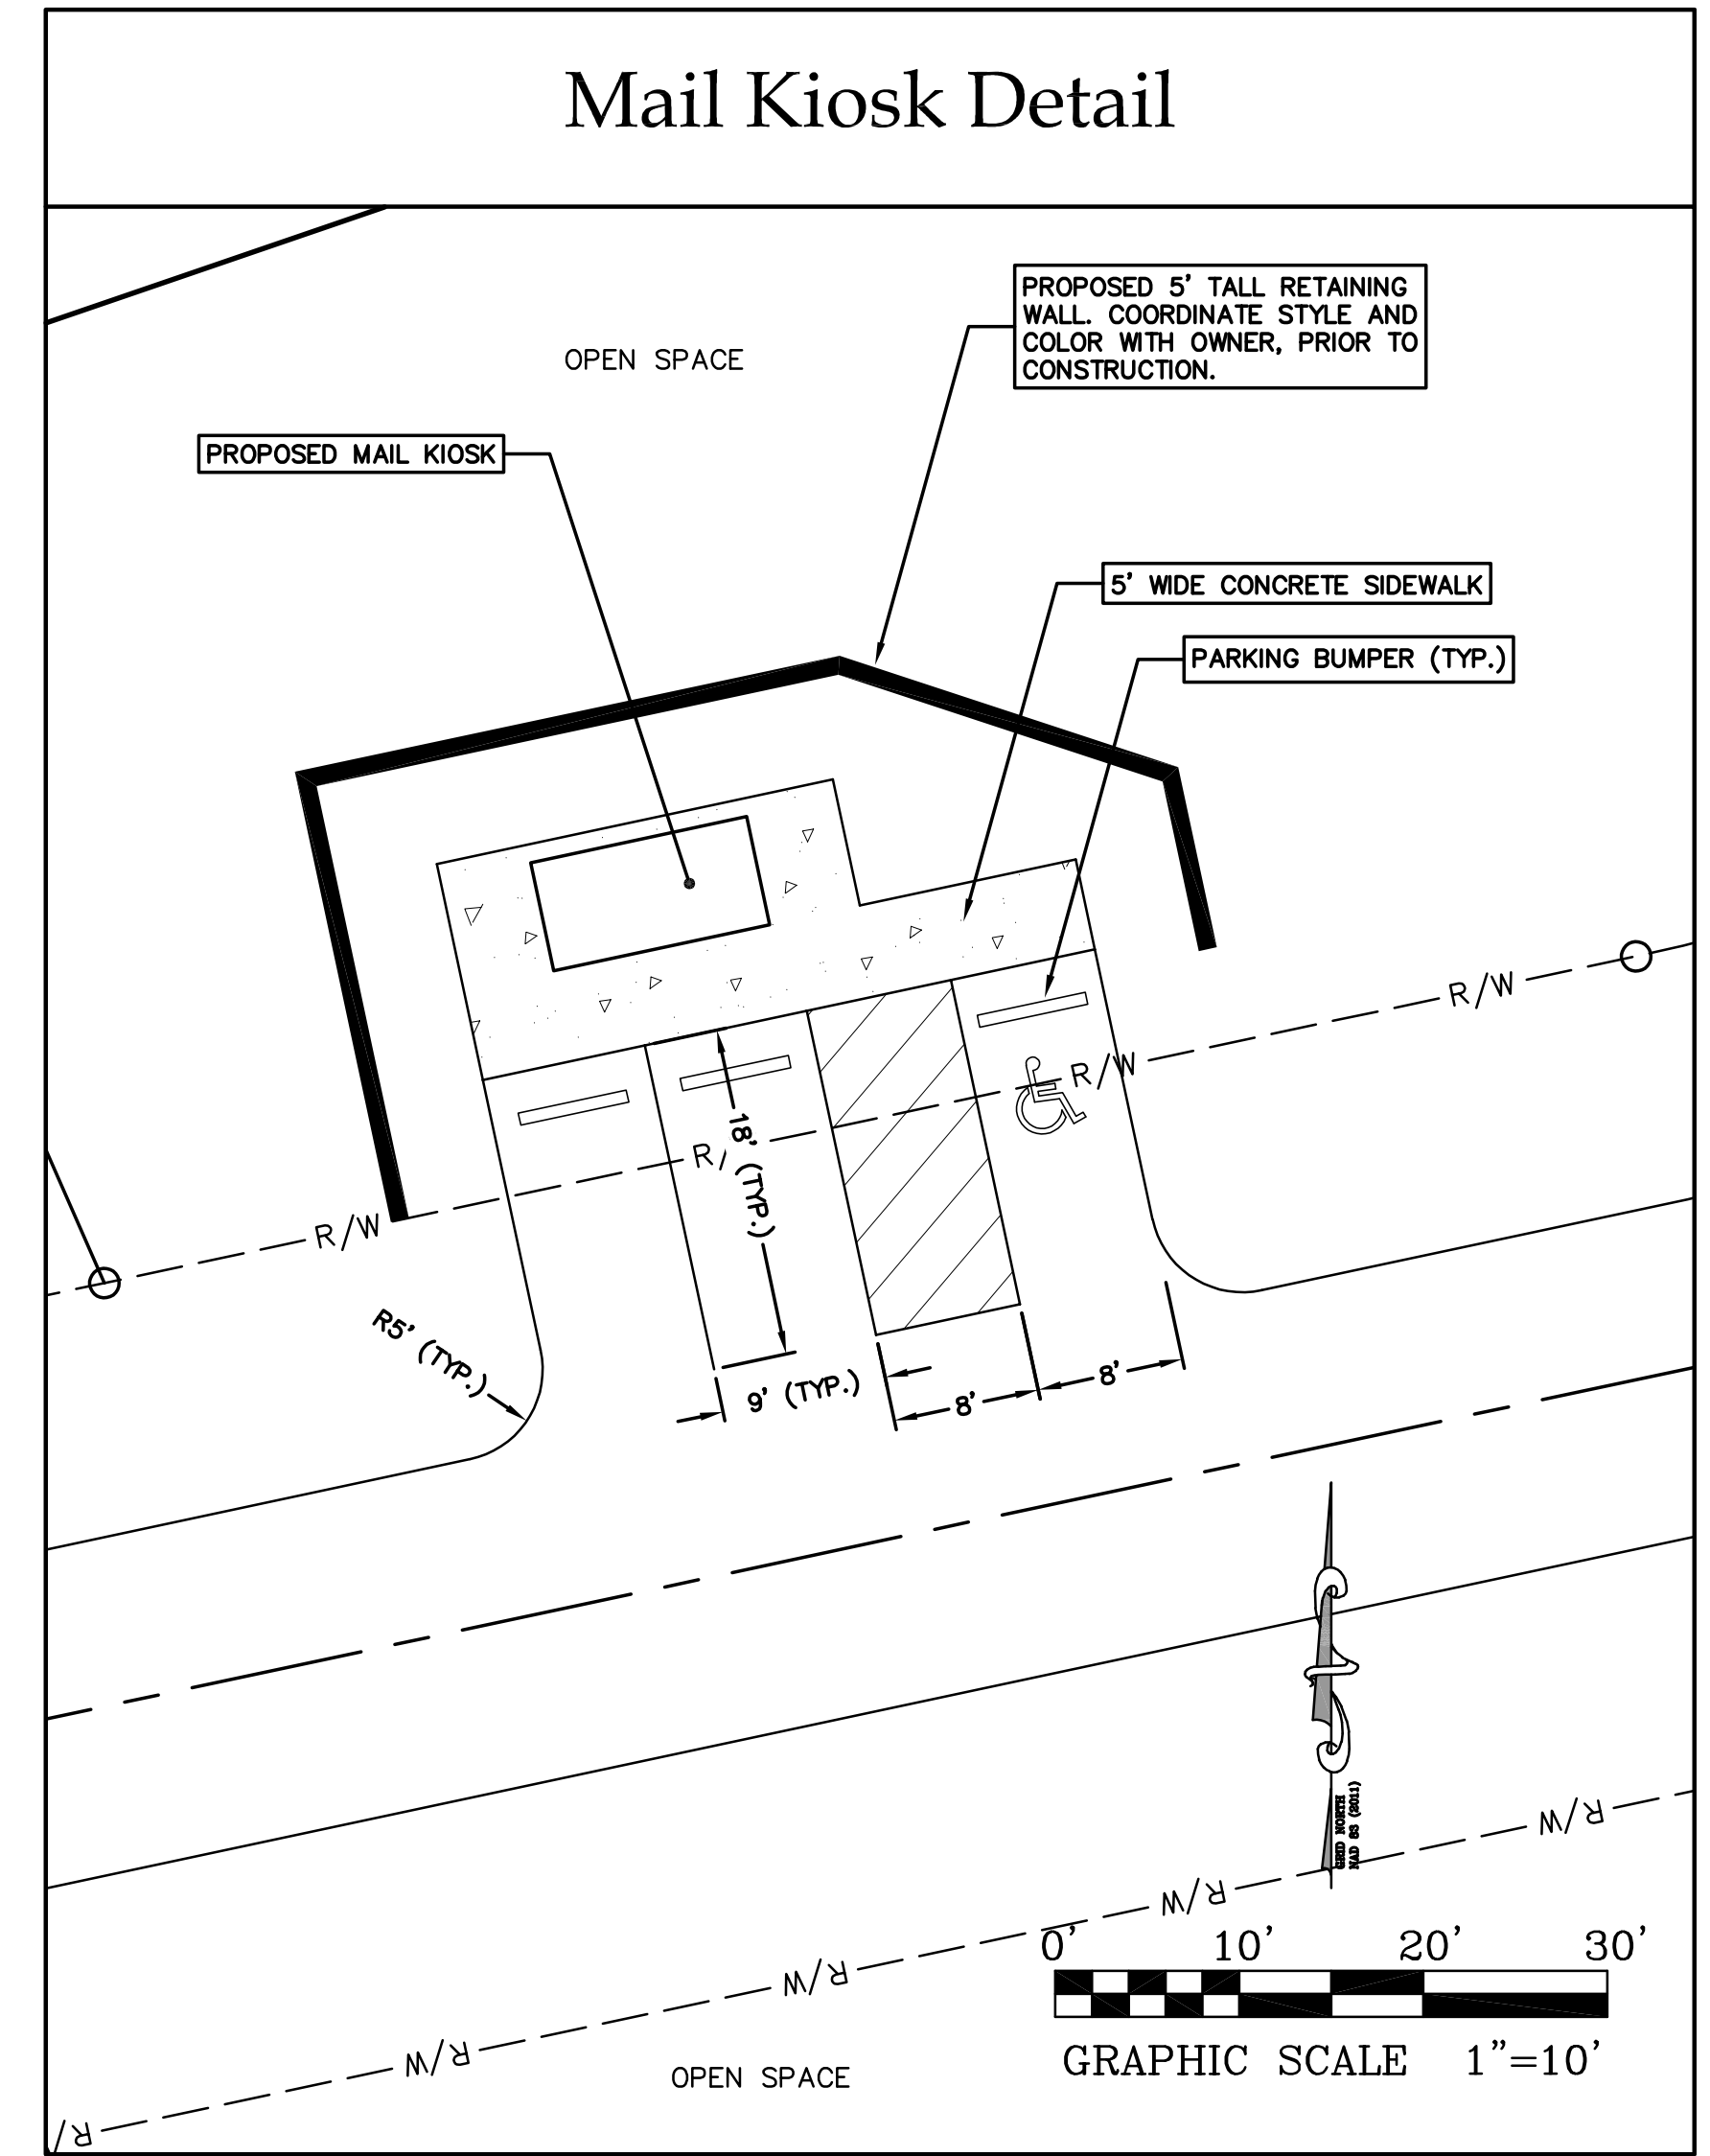 Mail Kiosk Detail
PROPOSED 5' TALL RETAINING
WALL. COORDINATE STYLE AND
COLOR WITH OWNER, PRIOR TO
CONSTRUCTION.
OPEN SPACE
PROPOSED MAIL KIOSK
5' WIDE CONCRETE SIDEWALK
PARKING BUMPER (TYP.)
R/W
R/W
R/
18' (TYP.)
R/W
R5' (TYP.)
9' (TYP.)
8'
8'
GRID NORTH
NAD 83 (2011)
R/W
R/W
R/W
R/W
R/
0' 10' 20' 30'
GRAPHIC SCALE 1"=10'
OPEN SPACE